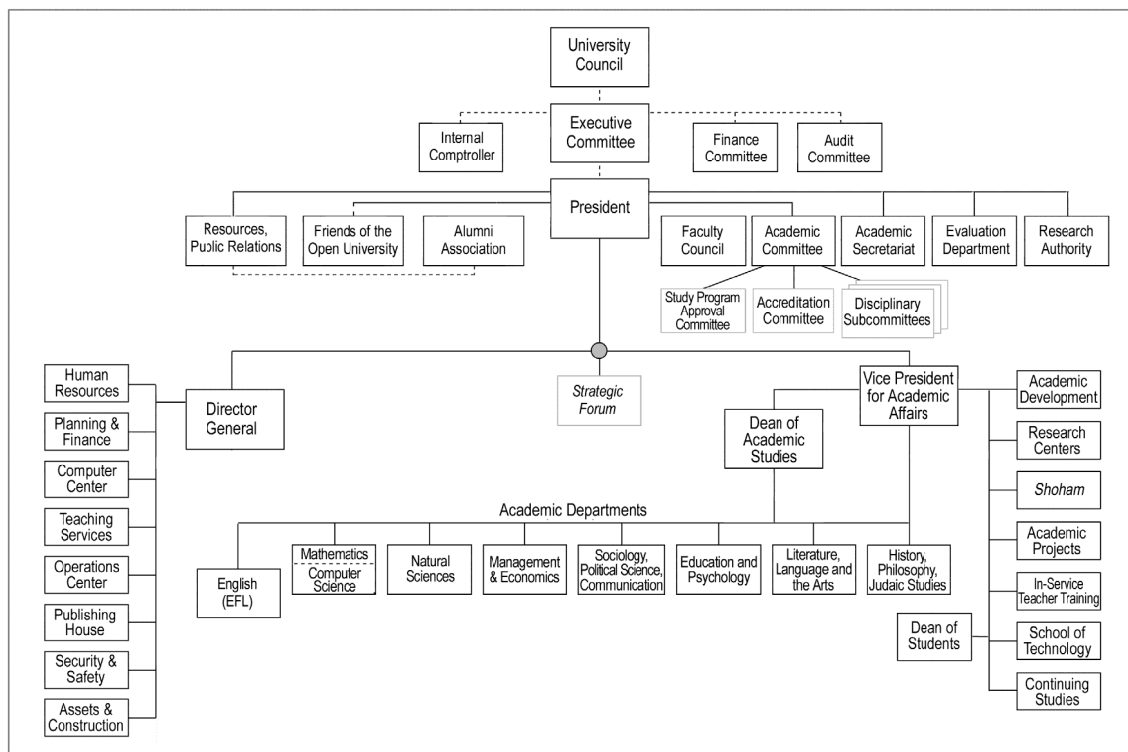 University
Council
Executive
Committee
Internal
Comptroller
Finance
Committee
Audit
Committee
President
Resources,
Public Relations
Friends of the
Open University
Alumni
Association
Faculty
Council
Academic
Committee
Academic
Secretariat
Evaluation
Department
Research
Authority
Study Program
Approval
Committee
Accreditation
Committee
Disciplinary
Subcommittees
Human
Resources
Planning &
Finance
Computer
Center
Teaching
Services
Operations
Center
Publishing
House
Security &
Safety
Assets &
Construction
Director
General
Strategic
Forum
Vice President
for Academic
Affairs
Dean of
Academic
Studies
Academic
Development
Research
Centers
Shoham
Academic
Projects
In-Service
Teacher Training
School of
Technology
Continuing
Studies
Dean of
Students
Academic Departments
English
(EFL)
Mathematics
Computer
Science
Natural
Sciences
Management
& Economics
Sociology,
Political Science,
Communication
Education and
Psychology
Literature,
Language and
the Arts
History,
Philosophy,
Judaic Studies